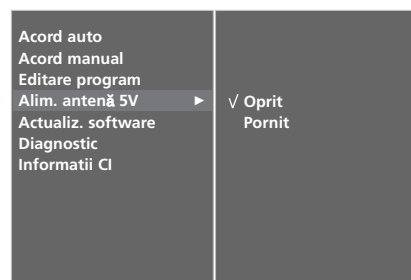 Acord auto
Acord manual
Editare program
Alim. antenă 5V ►
Actualiz. software
Diagnostic
Informatii CI
√ Oprit
Pornit